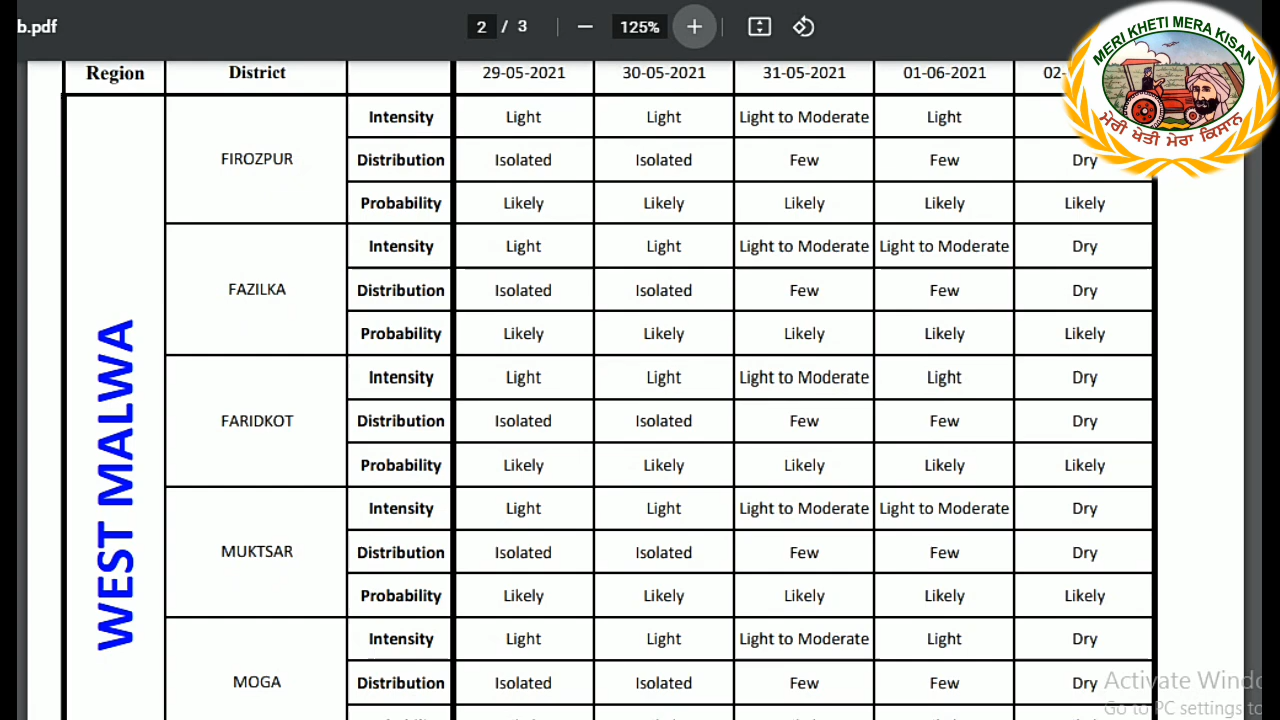 b.pdf 2 / 3 125%
MERI KHETI MERA KISAN
ਮੇਰੀ ਖੇਤੀ ਮੇਰਾ ਕਿਸਾਨ
Region District 29-05-2021 30-05-2021 31-05-2021 01-06-2021 02-
WEST MALWA
FIROZPUR
Intensity Light Light Light to Moderate Light
Distribution Isolated Isolated Few Few Dry
Probability Likely Likely Likely Likely Likely
FAZILKA
Intensity Light Light Light to Moderate Light to Moderate Dry
Distribution Isolated Isolated Few Few Dry
Probability Likely Likely Likely Likely Likely
FARIDKOT
Intensity Light Light Light to Moderate Light Dry
Distribution Isolated Isolated Few Few Dry
Probability Likely Likely Likely Likely Likely
MUKTSAR
Intensity Light Light Light to Moderate Light to Moderate Dry
Distribution Isolated Isolated Few Few Dry
Probability Likely Likely Likely Likely Likely
MOGA
Intensity Light Light Light to Moderate Light Dry
Distribution Isolated Isolated Few Few Dry
Activate Windo
Go to PC settings to